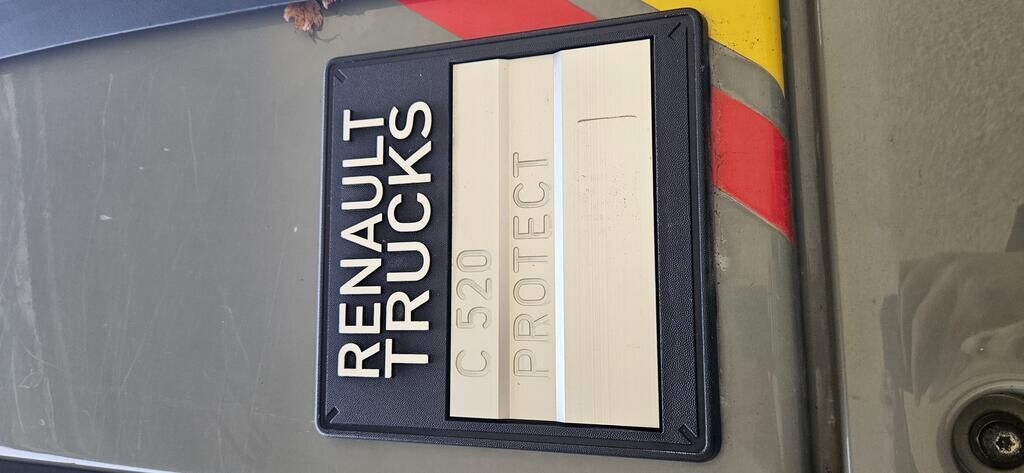 RENAULT
TRUCKS
C 520
PROTECT